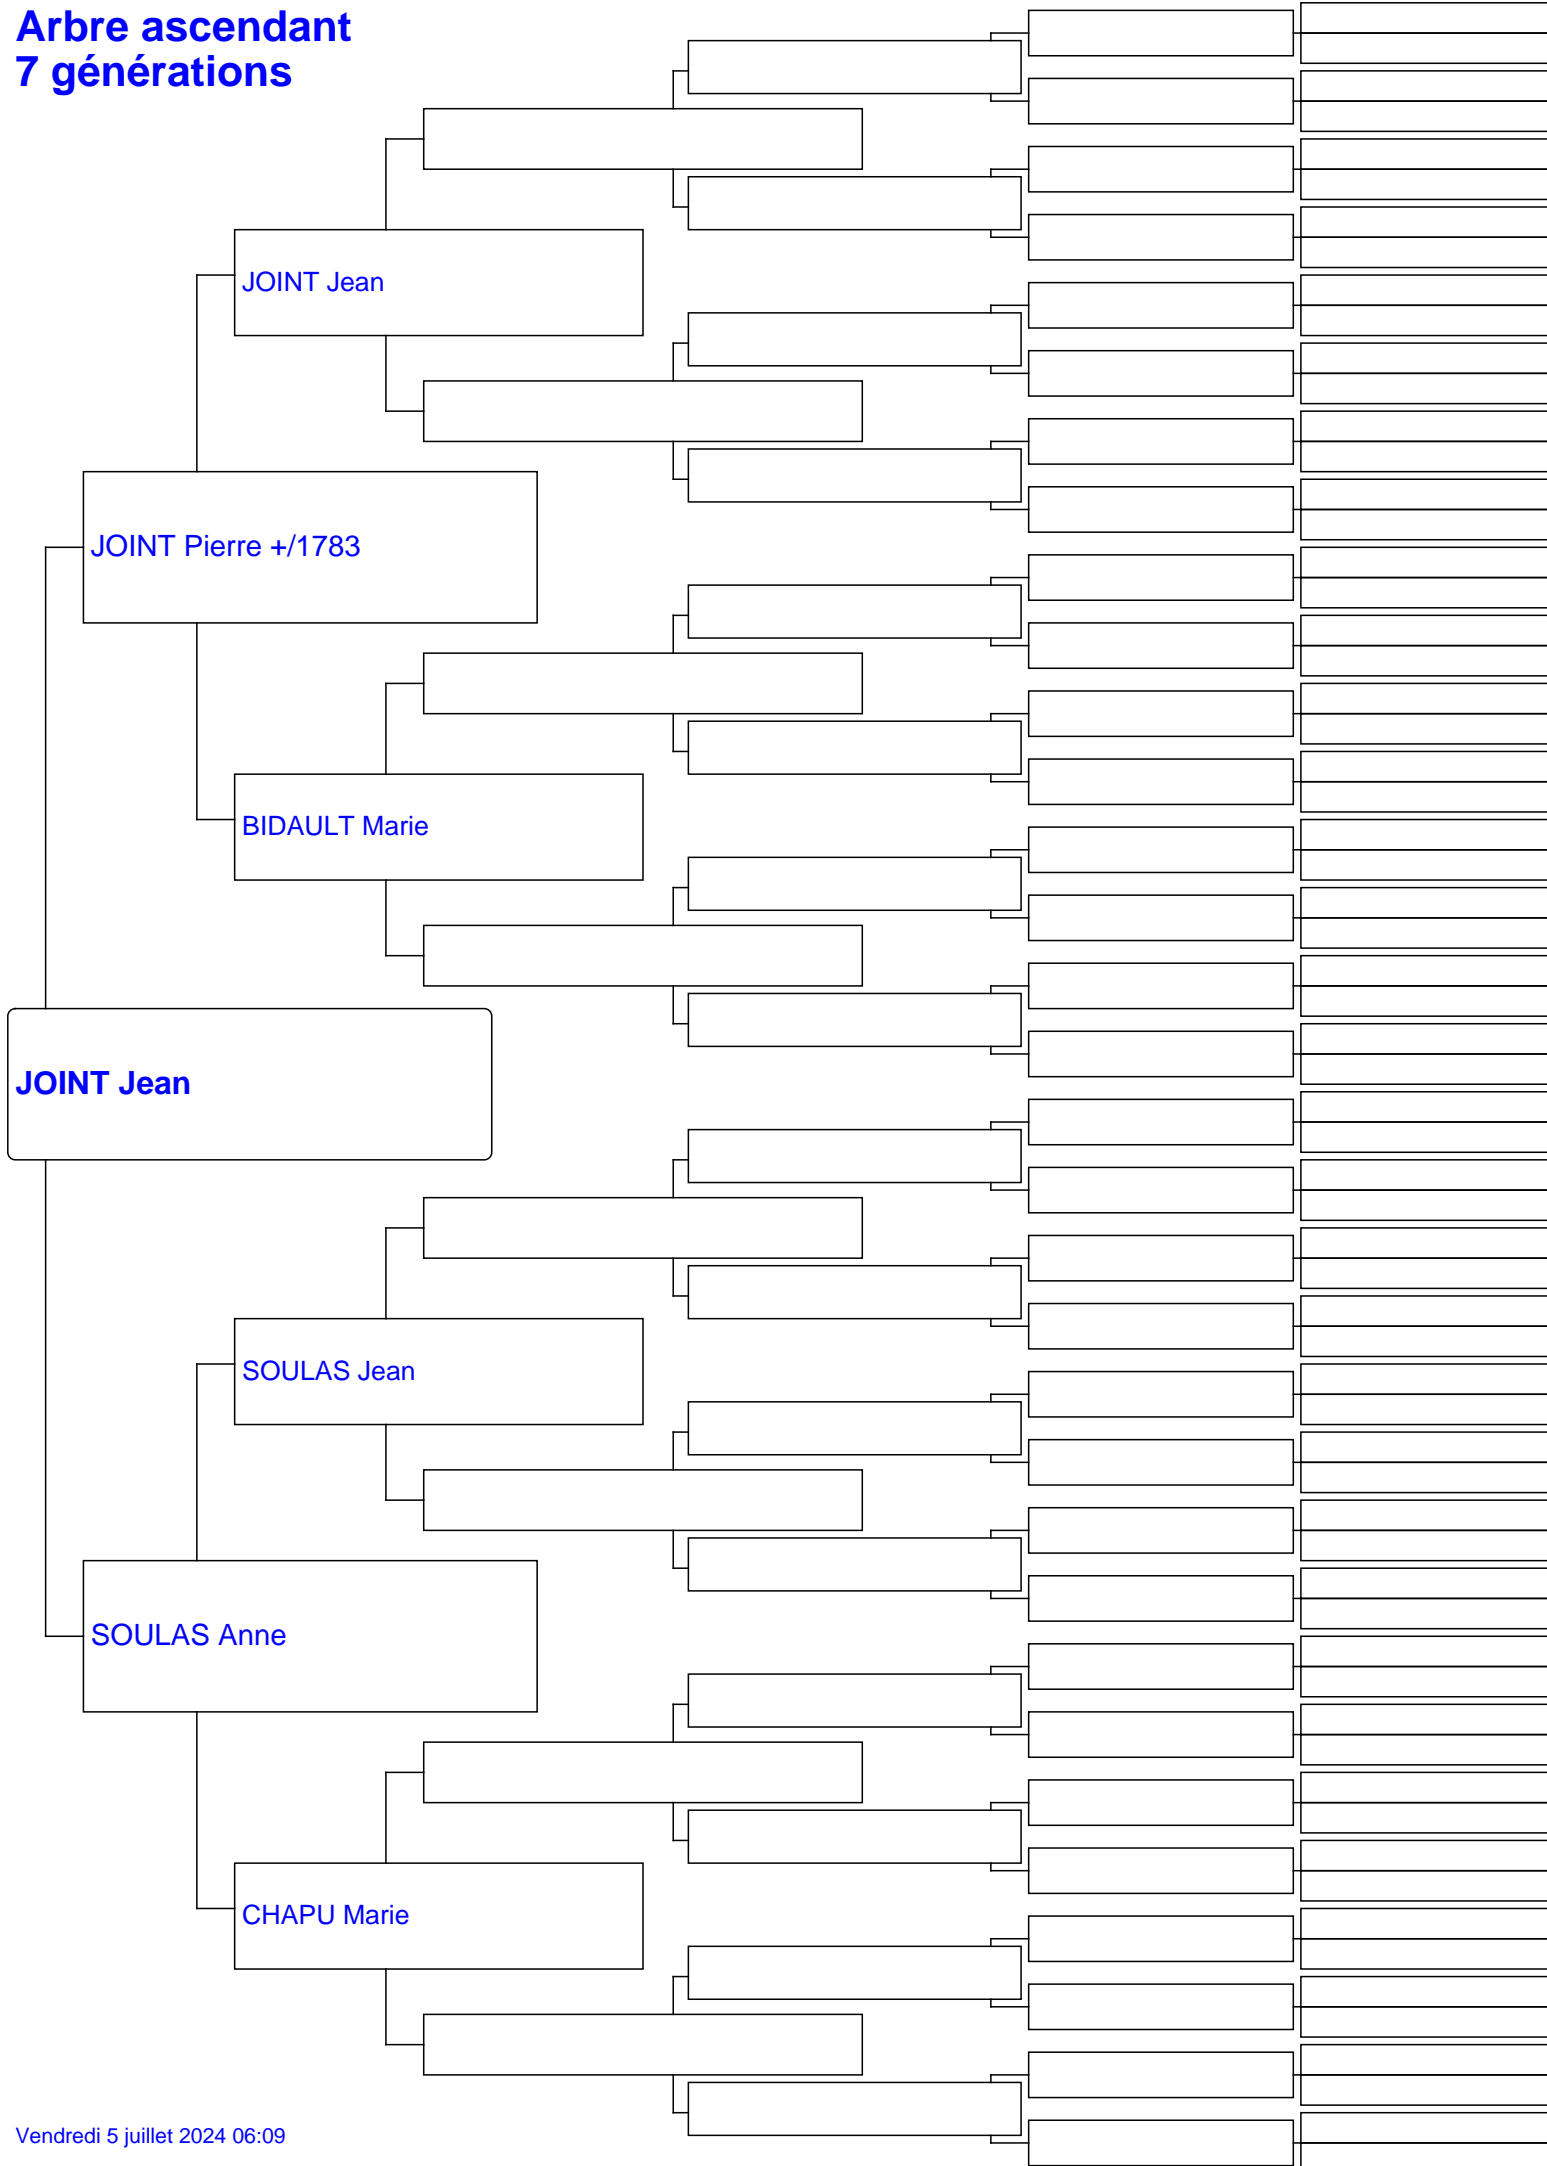 Arbre ascendant
7 générations
JOINT Jean
JOINT Pierre +/1783
BIDAULT Marie
JOINT Jean
SOULAS Jean
SOULAS Anne
CHAPU Marie
Vendredi 5 juillet 2024 06:09